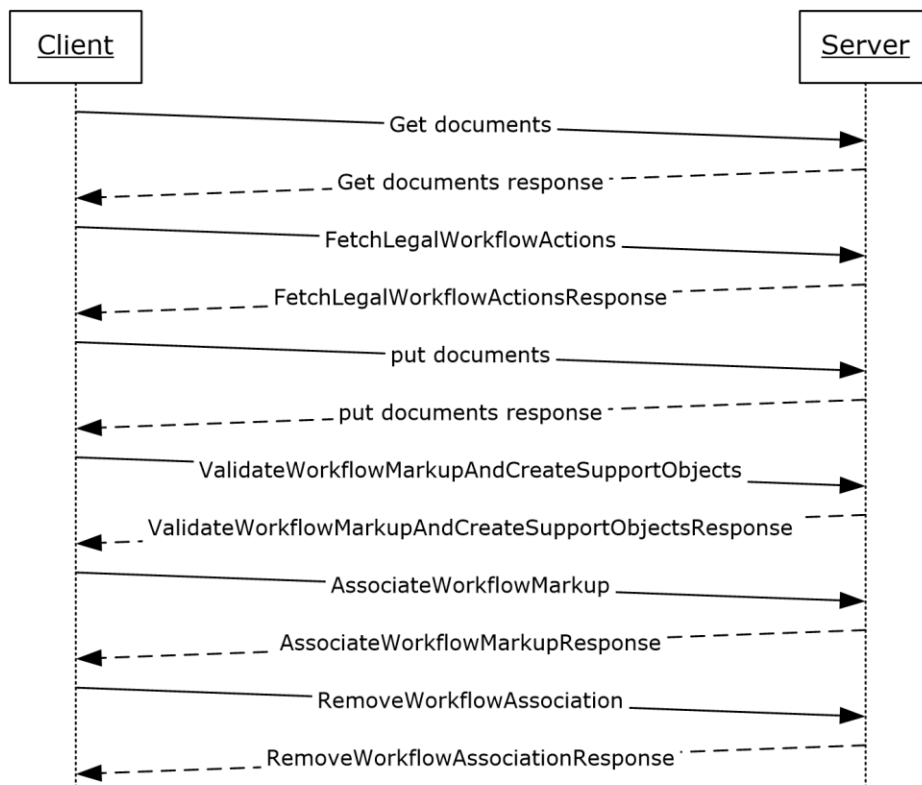 Client
Server
Get documents
Get documents response
FetchLegalWorkflowActions
FetchLegalWorkflowActionsResponse
put documents
put documents response
ValidateWorkflowMarkupAndCreateSupportObjects
ValidateWorkflowMarkupAndCreateSupportObjectsResponse
AssociateWorkflowMarkup
AssociateWorkflowMarkupResponse
RemoveWorkflowAssociation
RemoveWorkflowAssociationResponse